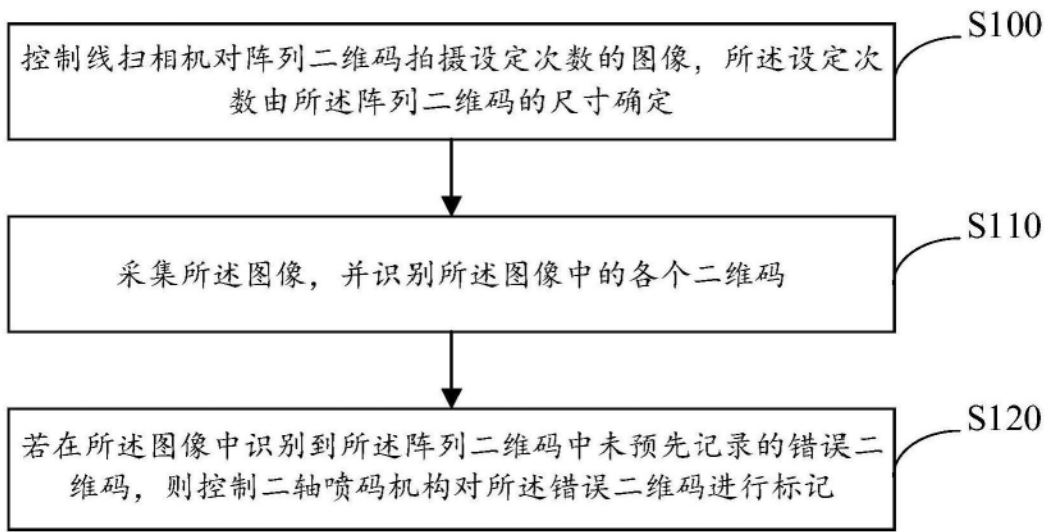 S100
控制线扫相机对阵列二维码拍摄设定次数的图像，所述设定次
数由所述阵列二维码的尺寸确定
S110
采集所述图像，并识别所述图像中的各个二维码
S120
若在所述图像中识别到所述阵列二维码中未预先记录的错误二
维码，则控制二轴喷码机构对所述错误二维码进行标记